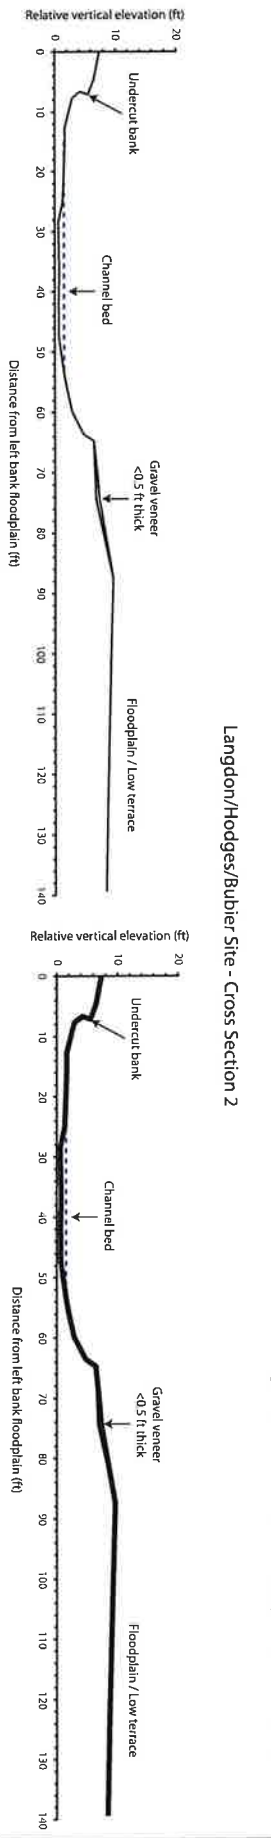 Langdon/Hodges/Bubier Site - Cross Section 2
Relative vertical elevation (ft)
20
10
0
Undercut bank
Channel bed
Gravel veneer
<0.5 ft thick
Floodplain / Low terrace
0 10 20 30 40 50 60 70 80 90 100 110 120 130 140
Distance from left bank floodplain (ft)
Relative vertical elevation (ft)
20
10
0
Undercut bank
Channel bed
Gravel veneer
<0.5 ft thick
Floodplain / Low terrace
0 10 20 30 40 50 60 70 80 90 100 110 120 130 140
Distance from left bank floodplain (ft)